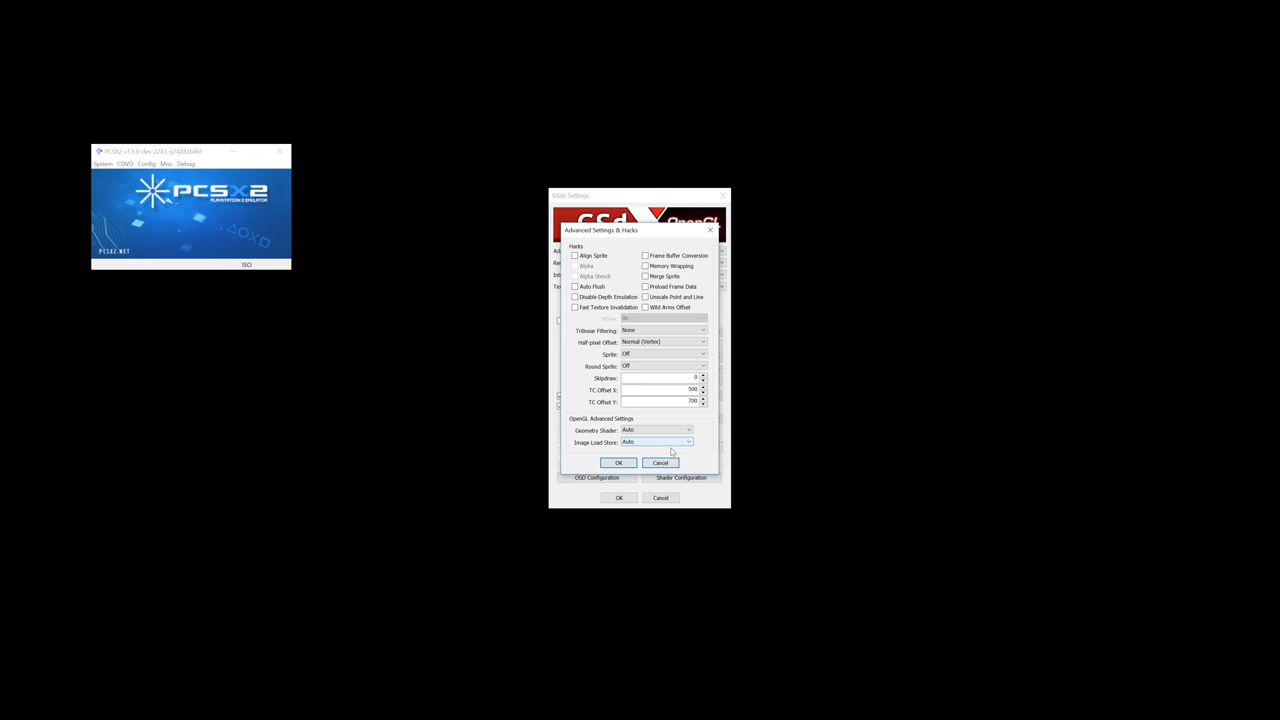 PCSX2 v1.5.0-dev-2243-g74282b4bf
System CDVD Config Misc Debug
PCSX2
PLAYSTATION 2 EMULATOR
PCSX2.NET
ISO
GSdx Settings
OpenGL
Advanced Settings & Hacks
Hacks
Align Sprite Frame Buffer Conversion
Alpha Memory Wrapping
Alpha Stencil Merge Sprite
Auto Flush Preload Frame Data
Disable Depth Emulation Unscale Point and Line
Fast Texture Invalidation Wild Arms Offset
MSAA:
Trilinear Filtering: None
Half-pixel Offset: Normal (Vertex)
Sprite: Off
Round Sprite: Off
Skipdraw: 0
TC Offset X: 500
TC Offset Y: 700
OpenGL Advanced Settings
Geometry Shader: Auto
Image Load Store: Auto
OK Cancel
OSD Configuration Shader Configuration
OK Cancel